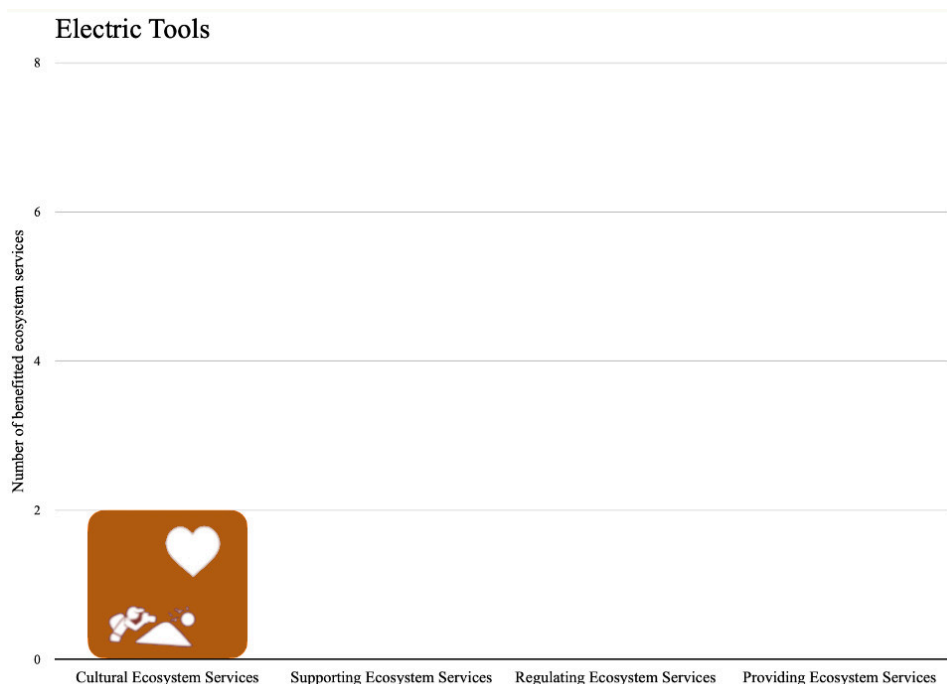 Electric Tools
8
6
4
2
0
Number of benefitted ecosystem services
Cultural Ecosystem Services
Supporting Ecosystem Services
Regulating Ecosystem Services
Providing Ecosystem Services